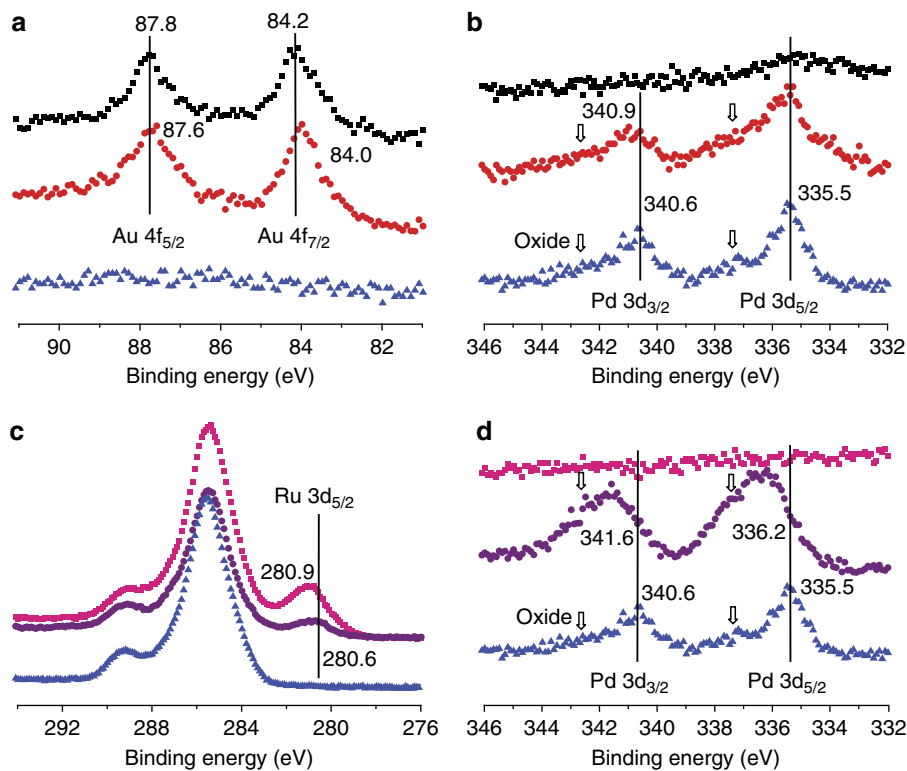 a
87.8
84.2
87.6
84.0
Au 4f5/2
Au 4f7/2
90 88 86 84 82
Binding energy (eV)
b
340.9
340.6
335.5
Oxide
Pd 3d3/2
Pd 3d5/2
346 344 342 340 338 336 334 332
Binding energy (eV)
c
Ru 3d5/2
280.9
280.6
292 288 284 280 276
Binding energy (eV)
d
341.6
336.2
340.6
335.5
Oxide
Pd 3d3/2
Pd 3d5/2
346 344 342 340 338 336 334 332
Binding energy (eV)